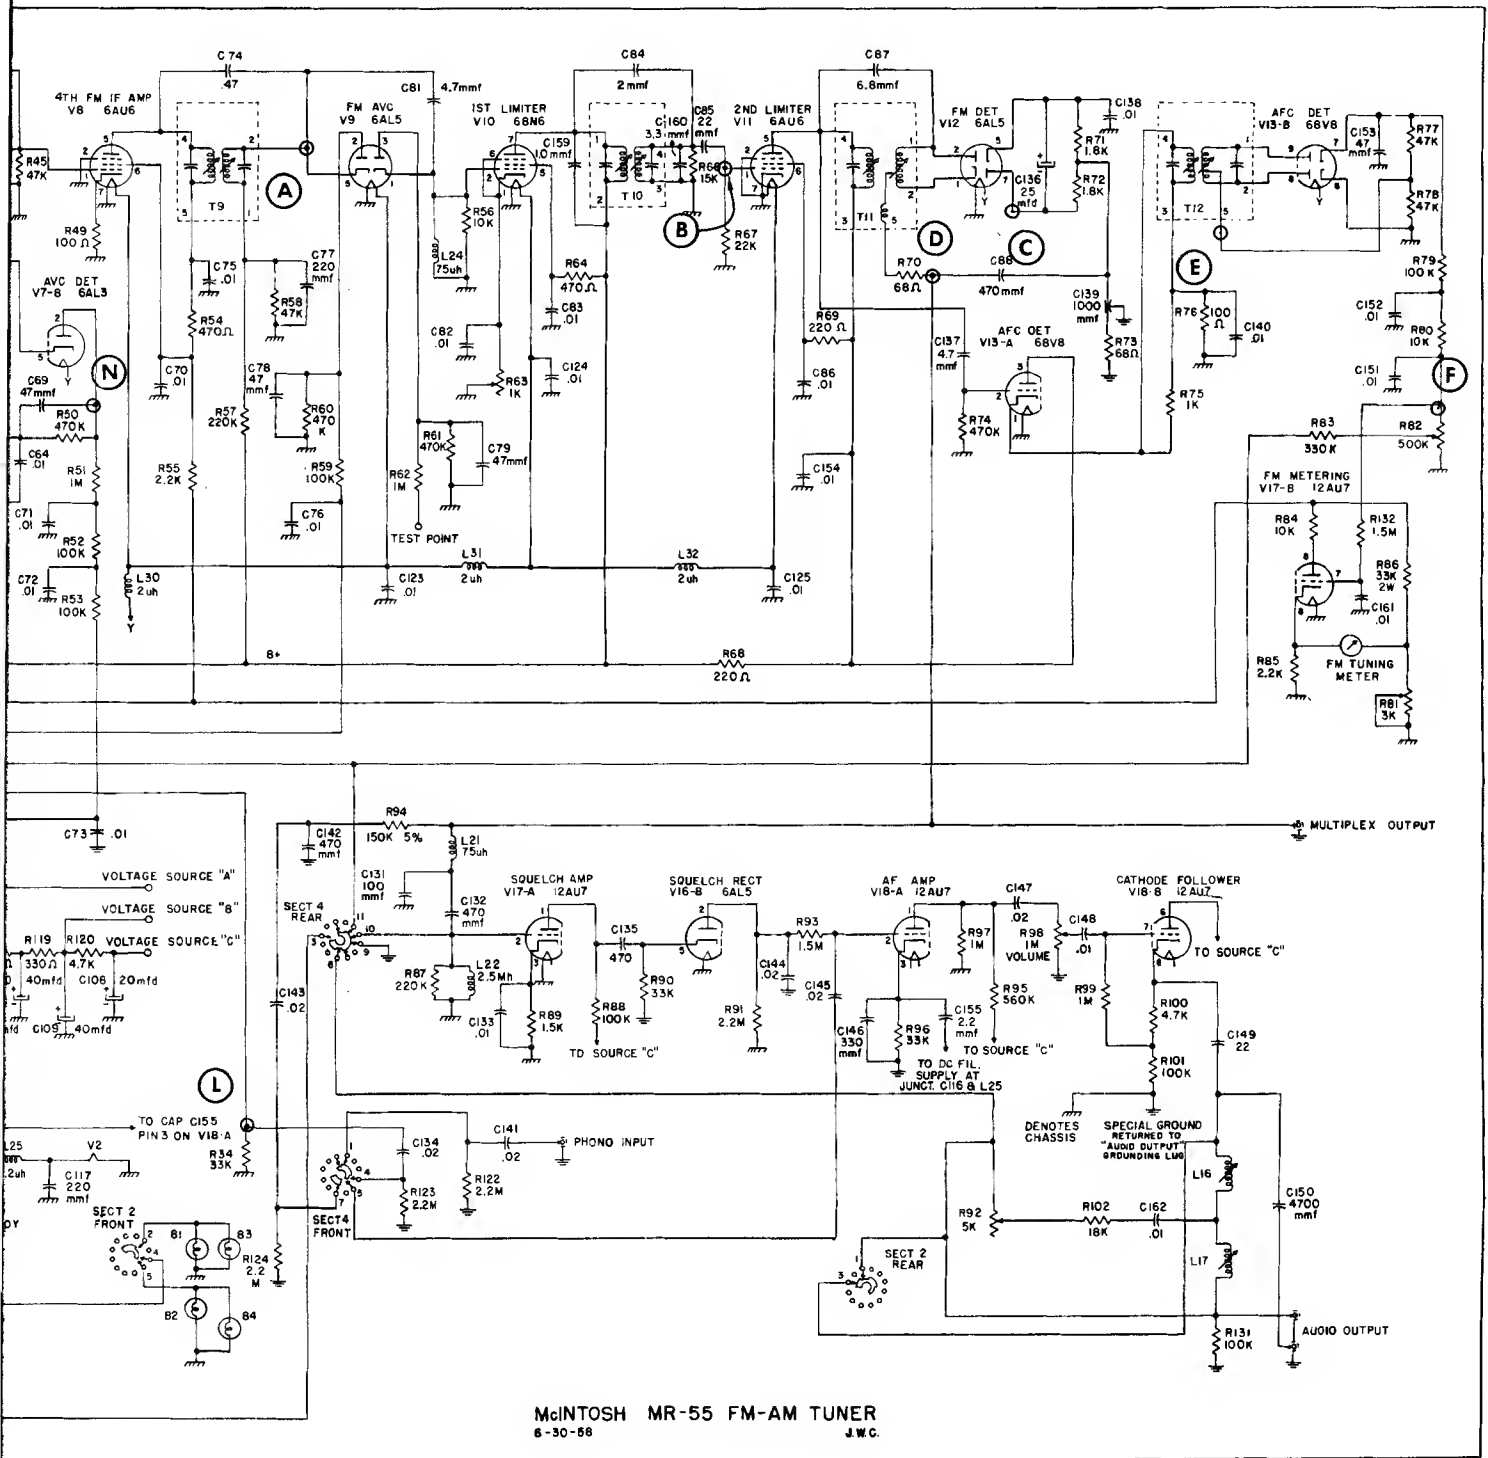 C74
.47
C81
4.7mmf
4TH FM IF AMP
V8 6AU6
R45
47K
T9
A
R49
100Ω
FM AVC
V9 6AL5
1ST LIMITER
V10 6BN6
C159
1.0mmf
C84
2mmf
C160
3.3mmf
C85
22
mmf
R66
15K
T10
B
R67
22K
2ND LIMITER
V11 6AU6
C87
6.8mmf
T11
FM DET
V12 6AL5
C136
25
mfd
R71
1.8K
R72
1.8K
C138
.01
D
C
AFC DET
V13-B 6BV8
T12
C153
47
mmf
R77
47K
R78
47K
E
AVC DET
V7-B 6AL3
C75
.01
C77
220
mmf
R58
47K
R54
470Ω
L24
75uh
R56
10K
R64
470Ω
C83
.01
C82
.01
R63
1K
C124
.01
R69
220Ω
C86
.01
R70
68Ω
C88
470mmf
C139
1000
mmf
R73
68Ω
C137
4.7
mmf
AFC DET
V13-A 6BV8
R74
470K
R76
100
Ω
C140
.01
R75
1K
R79
100K
C152
.01
R80
10K
C151
.01
F
N
C69
47mmf
R50
470K
C70
.01
C78
47
mmf
R57
220K
R60
470
K
R59
100K
C76
.01
C64
.01
R51
1M
R55
2.2K
R62
1M
R61
470K
C79
47mmf
TEST POINT
C154
.01
R83
330K
R82
500K
C71
.01
R52
100K
C72
.01
R53
100K
L30
2uh
Y
C123
.01
L31
2uh
L32
2uh
C125
.01
FM METERING
V17-B 12AU7
R84
10K
R132
1.5M
R86
33K
2W
C161
.01
B+
R68
220Ω
R85
2.2K
FM TUNING
METER
R81
3K
C73 .01
R94
150K 5%
C142
470
mmf
L21
75uh
MULTIPLEX OUTPUT
VOLTAGE SOURCE "A"
VOLTAGE SOURCE "B"
VOLTAGE SOURCE "C"
R119
330Ω
R120
4.7K
40mfd
C106
20mfd
C109
40mfd
SECT 4
REAR
C131
100
mmf
C132
470
mmf
SQUELCH AMP
V17-A 12AU7
SQUELCH RECT
V16-B 6AL5
AF AMP
V18-A 12AU7
CATHODE FOLLOWER
V18-B 12AU7
C135
470
R93
1.5M
C147
.02
R97
1M
R98
1M
VOLUME
C148
.01
TO SOURCE "C"
R87
220K
L22
2.5Mh
C133
.01
R89
1.5K
R88
100K
R90
33K
R91
2.2M
C144
.02
C145
.02
C146
330
mmf
R96
33K
C155
2.2
mmf
R95
560K
R99
1M
R100
4.7K
R101
100K
C149
22
C143
.02
TO SOURCE "C"
TO SOURCE "C"
TO DC FIL.
SUPPLY AT
JUNCT. C116 & L25
L
TO CAP C155
PIN 3 ON V18-A
R34
33K
DENOTES
CHASSIS
SPECIAL GROUND
RETURNED TO
"AUDIO OUTPUT"
GROUNDING LUG
C134
.02
C141
.02
PHONO INPUT
R123
2.2M
R122
2.2M
SECT 4
FRONT
L25
.2uh
V2
C117
220
mmf
SECT 2
FRONT
B1
B3
B2
B4
R124
2.2
M
R92
5K
R102
18K
C162
.01
L16
L17
C150
4700
mmf
SECT 2
REAR
R131
100K
AUDIO OUTPUT
McINTOSH MR-55 FM-AM TUNER
6-30-58 J.W.C.